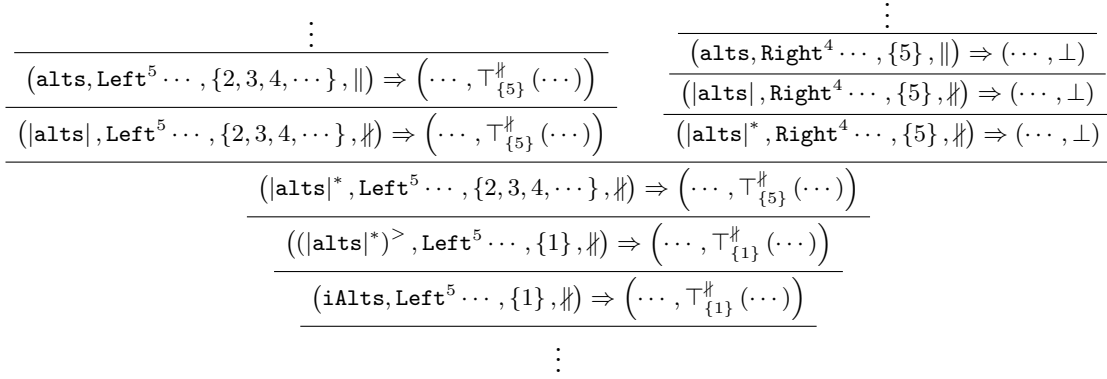 ⋮ ⋮
(alts, Right⁴ ⋯ , {5} , ∥) ⇒ (⋯ , ⊥)
(alts, Left⁵ ⋯ , {2, 3, 4, ⋯} , ∥) ⇒ (⋯ , ⊤^∦_{5} (⋯))
(|alts| , Right⁴ ⋯ , {5} , ∦) ⇒ (⋯ , ⊥)
(|alts| , Left⁵ ⋯ , {2, 3, 4, ⋯} , ∦) ⇒ (⋯ , ⊤^∦_{5} (⋯))
(|alts|* , Right⁴ ⋯ , {5} , ∦) ⇒ (⋯ , ⊥)
(|alts|* , Left⁵ ⋯ , {2, 3, 4, ⋯} , ∦) ⇒ (⋯ , ⊤^∦_{5} (⋯))
((|alts|*)^> , Left⁵ ⋯ , {1} , ∦) ⇒ (⋯ , ⊤^∦_{1} (⋯))
(iAlts, Left⁵ ⋯ , {1} , ∦) ⇒ (⋯ , ⊤^∦_{1} (⋯))
⋮